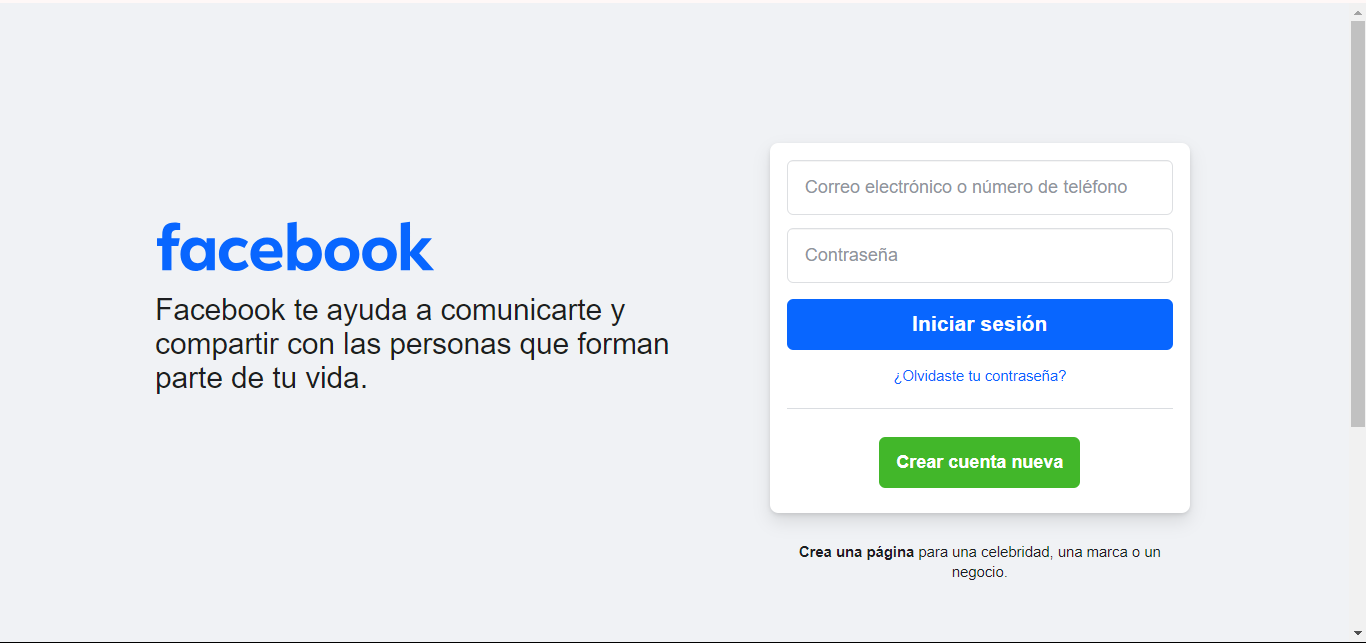 facebook
Facebook te ayuda a comunicarte y
compartir con las personas que forman
parte de tu vida.
Correo electrónico o número de teléfono
Contraseña
Iniciar sesión
¿Olvidaste tu contraseña?
Crear cuenta nueva
Crea una página para una celebridad, una marca o un
negocio.